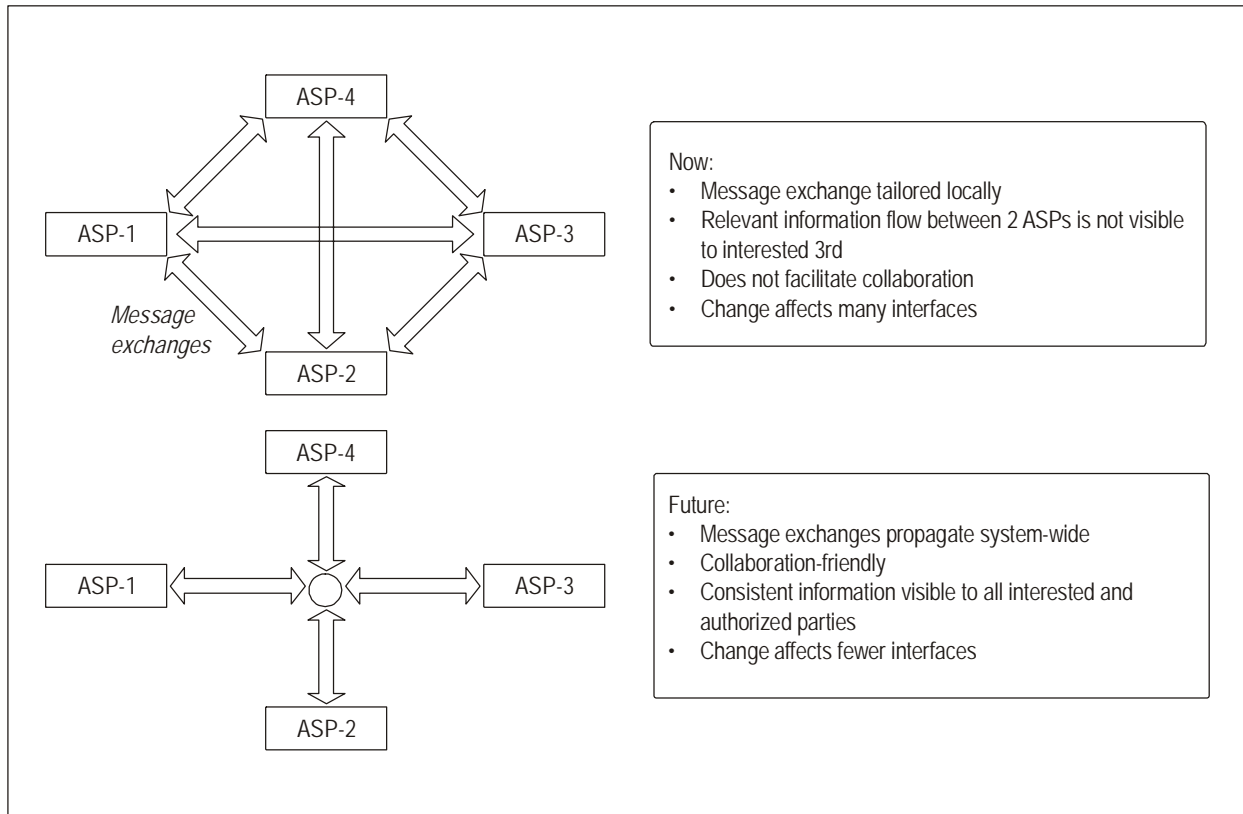 ASP-4
ASP-1
ASP-3
Message
exchanges
ASP-2
Now:
• Message exchange tailored locally
• Relevant information flow between 2 ASPs is not visible
to interested 3rd
• Does not facilitate collaboration
• Change affects many interfaces
ASP-4
ASP-1
ASP-3
ASP-2
Future:
• Message exchanges propagate system-wide
• Collaboration-friendly
• Consistent information visible to all interested and
authorized parties
• Change affects fewer interfaces